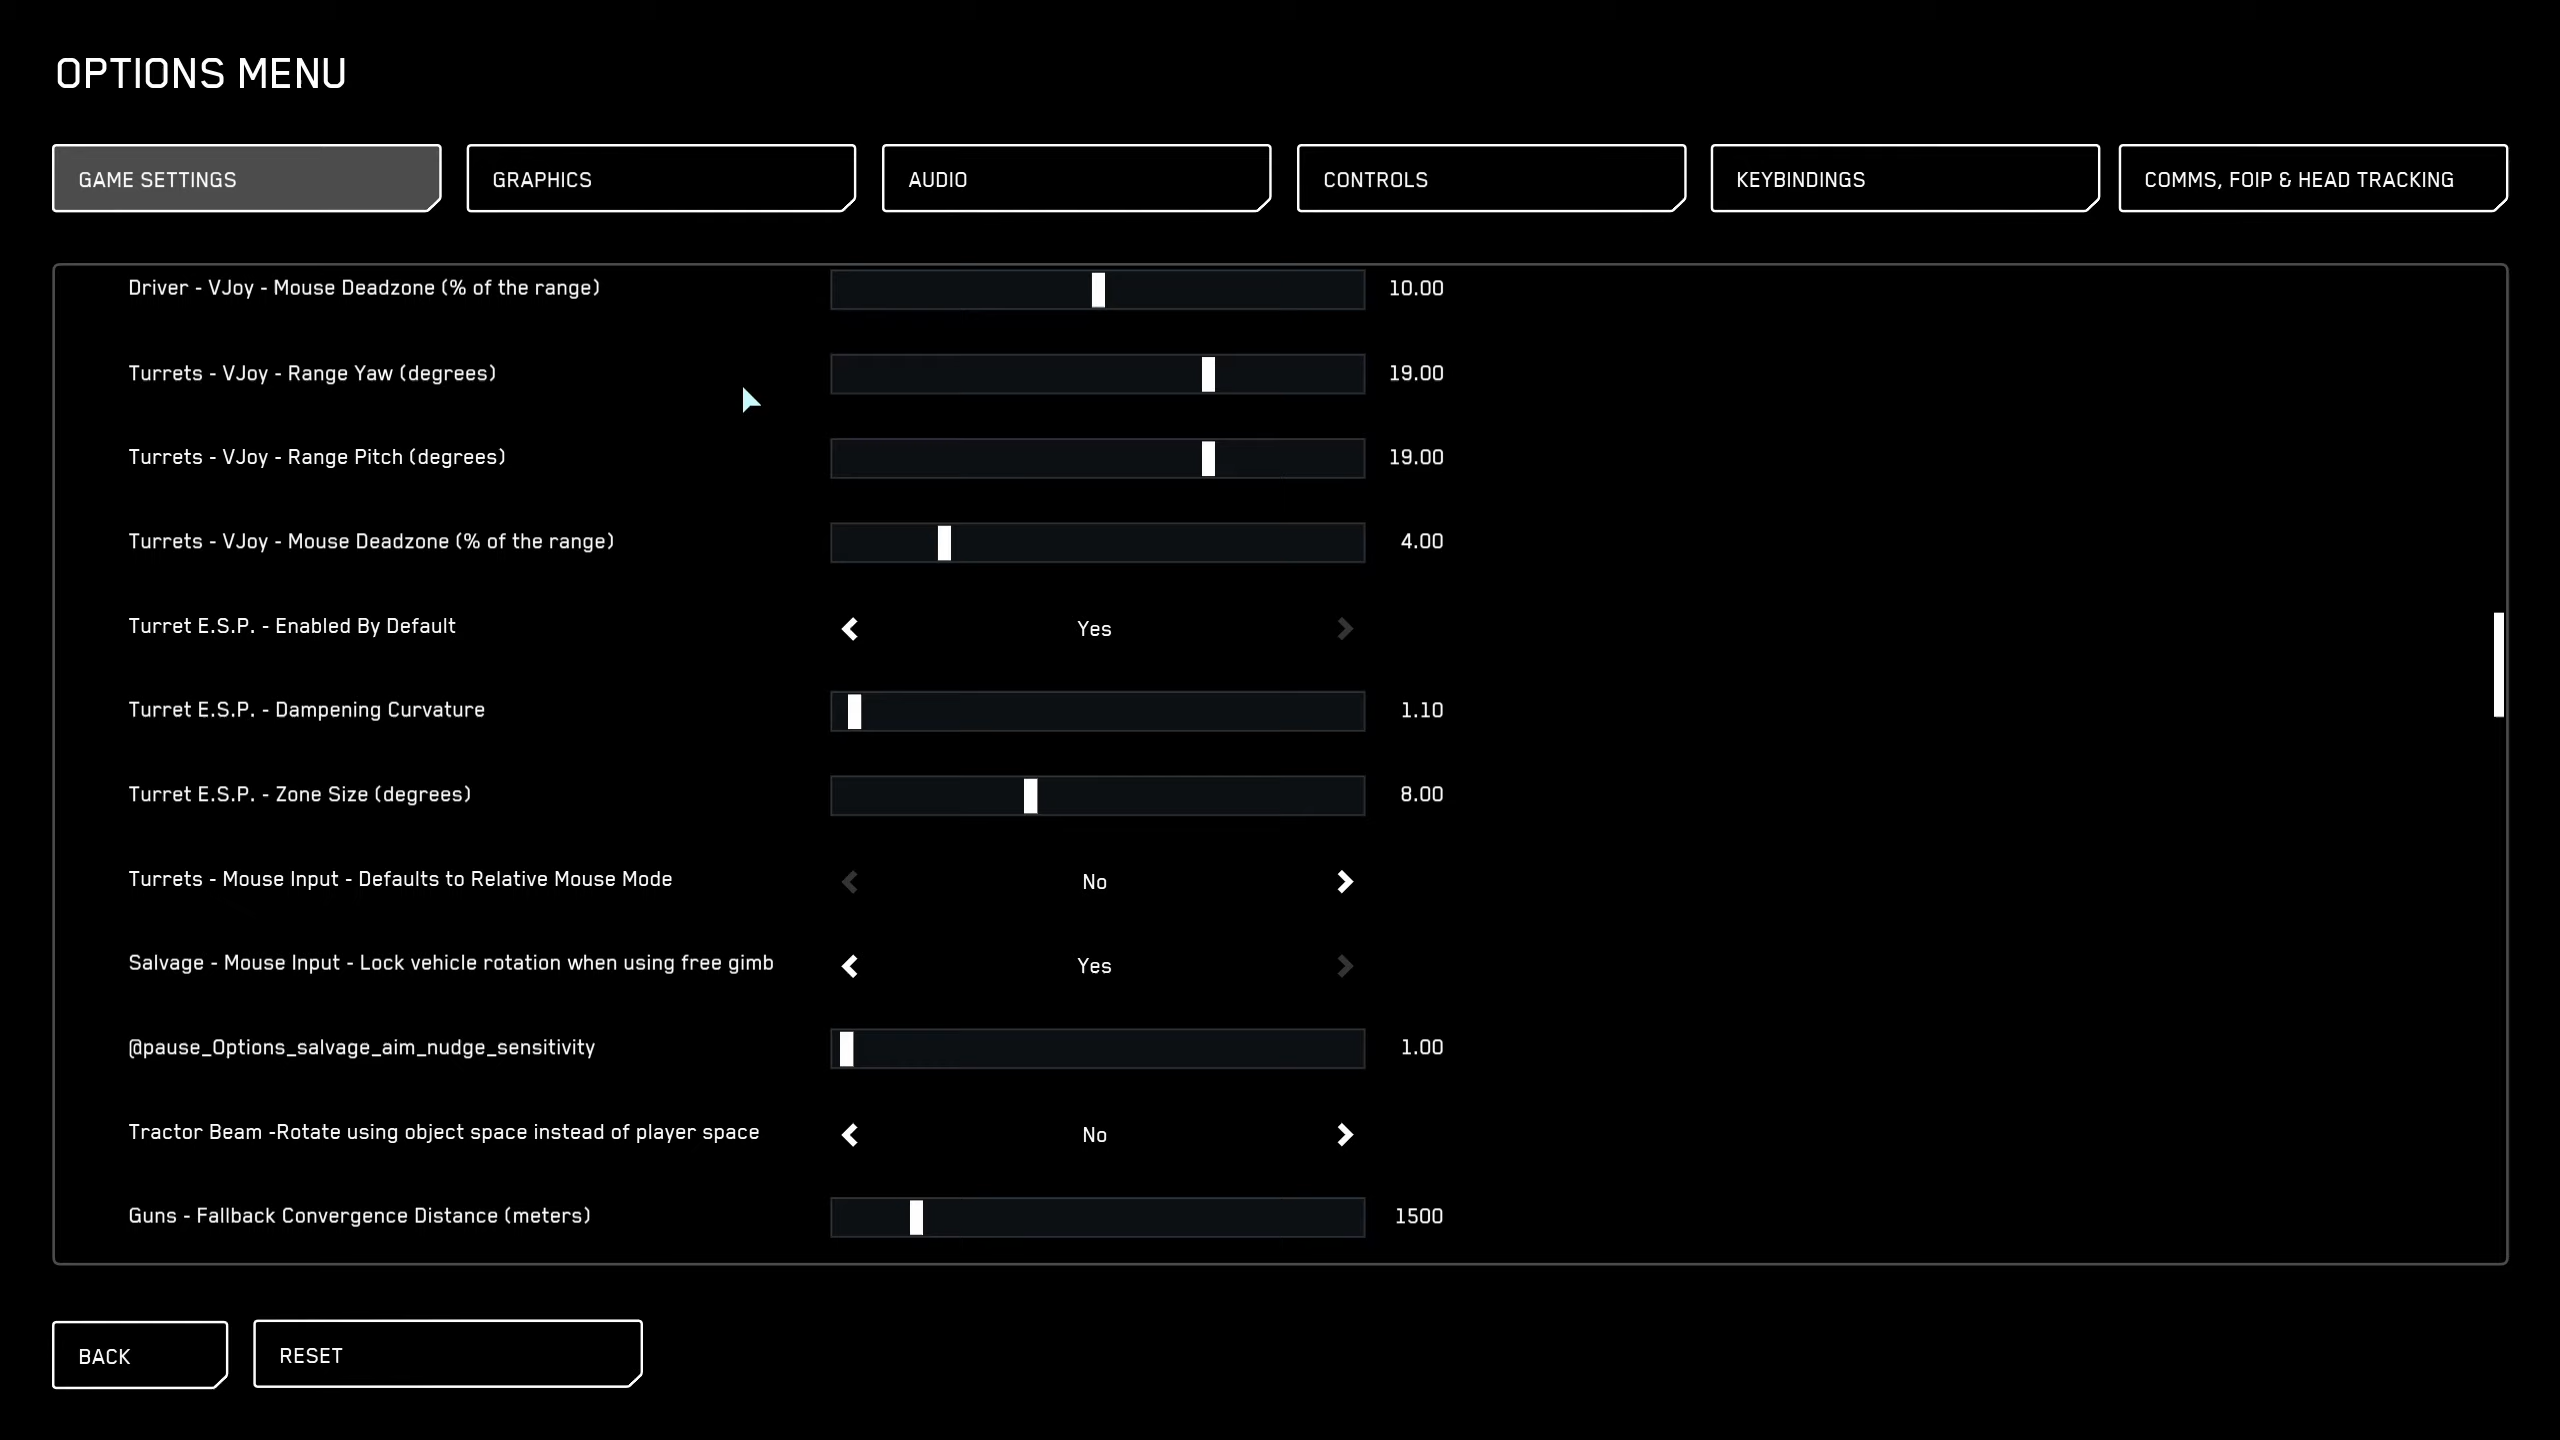 OPTIONS MENU
GAME SETTINGS
GRAPHICS
AUDIO
CONTROLS
KEYBINDINGS
COMMS, FOIP & HEAD TRACKING
Driver - VJoy - Mouse Deadzone (% of the range) 10.00
Turrets - VJoy - Range Yaw (degrees) 19.00
Turrets - VJoy - Range Pitch (degrees) 19.00
Turrets - VJoy - Mouse Deadzone (% of the range) 4.00
Turret E.S.P. - Enabled By Default Yes
Turret E.S.P. - Dampening Curvature 1.10
Turret E.S.P. - Zone Size (degrees) 8.00
Turrets - Mouse Input - Defaults to Relative Mouse Mode No
Salvage - Mouse Input - Lock vehicle rotation when using free gimb Yes
@pause_Options_salvage_aim_nudge_sensitivity 1.00
Tractor Beam -Rotate using object space instead of player space No
Guns - Fallback Convergence Distance (meters) 1500
BACK
RESET